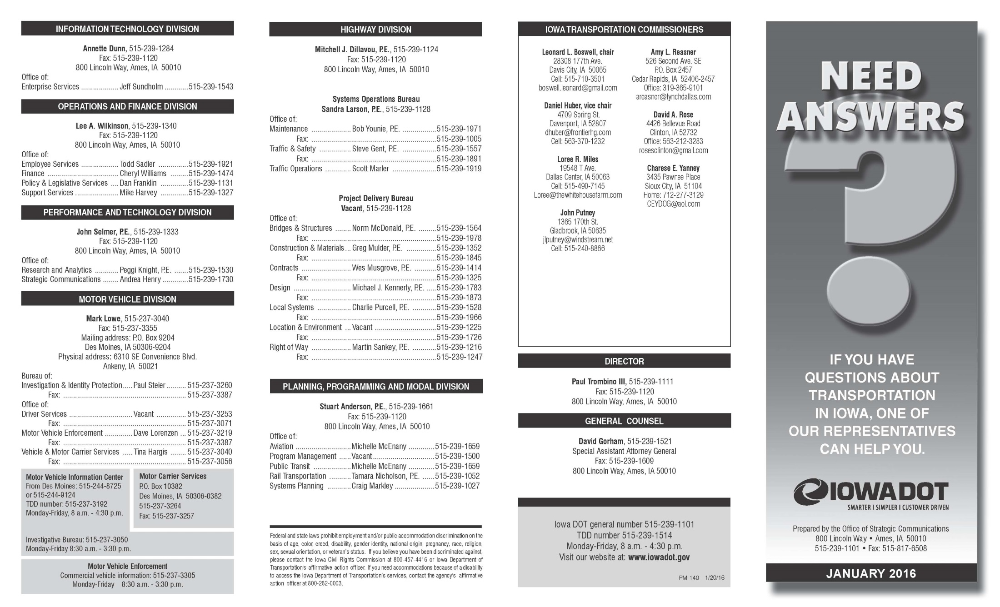 INFORMATION TECHNOLOGY DIVISION
Annette Dunn, 515-239-1284
Fax: 515-239-1120
800 Lincoln Way, Ames, IA 50010
Office of:
Enterprise Services ................... Jeff Sundholm ............ 515-239-1543
OPERATIONS AND FINANCE DIVISION
Lee A. Wilkinson, 515-239-1340
Fax: 515-239-1120
800 Lincoln Way, Ames, IA 50010
Office of:
Employee Services ................... Todd Sadler ............... 515-239-1921
Finance .................................... Cheryl Williams ......... 515-239-1474
Policy & Legislative Services .... Dan Franklin .............. 515-239-1131
Support Services ...................... Mike Harvey .............. 515-239-1327
PERFORMANCE AND TECHNOLOGY DIVISION
John Selmer, P.E., 515-239-1333
Fax: 515-239-1120
800 Lincoln Way, Ames, IA 50010
Office of:
Research and Analytics ............ Peggi Knight, P.E. ....... 515-239-1530
Strategic Communications ........ Andrea Henry ............. 515-239-1730
MOTOR VEHICLE DIVISION
Mark Lowe, 515-237-3040
Fax: 515-237-3355
Mailing address: P.O. Box 9204
Des Moines, IA 50306-9204
Physical address: 6310 SE Convenience Blvd.
Ankeny, IA 50021
Bureau of:
Investigation & Identity Protection ..... Paul Steier .......... 515-237-3260
Fax: ............................................................... 515-237-3387
Office of:
Driver Services ................................ Vacant ............... 515-237-3253
Fax: ............................................................... 515-237-3071
Motor Vehicle Enforcement .............. Dave Lorenzen ... 515-237-3219
Fax: ............................................................... 515-237-3387
Vehicle & Motor Carrier Services ..... Tina Hargis ........ 515-237-3040
Fax: ............................................................... 515-237-3056
Motor Vehicle Information Center
From Des Moines: 515-244-8725
or 515-244-9124
TDD number: 515-237-3192
Monday-Friday, 8 a.m. - 4:30 p.m.
Motor Carrier Services
P.O. Box 10382
Des Moines, IA 50306-0382
515-237-3264
Fax: 515-237-3257
Investigative Bureau: 515-237-3050
Monday-Friday 8:30 a.m. - 3:30 p.m.
Motor Vehicle Enforcement
Commercial vehicle information: 515-237-3305
Monday-Friday 8:30 a.m. - 3:30 p.m.
HIGHWAY DIVISION
Mitchell J. Dillavou, P.E., 515-239-1124
Fax: 515-239-1120
800 Lincoln Way, Ames, IA 50010
Systems Operations Bureau
Sandra Larson, P.E., 515-239-1128
Office of:
Maintenance .................... Bob Younie, P.E. ................. 515-239-1971
Fax: ............................................................... 515-239-1005
Traffic & Safety ................ Steve Gent, P.E. ................. 515-239-1557
Fax: ............................................................... 515-239-1891
Traffic Operations ............. Scott Marler ...................... 515-239-1919
Project Delivery Bureau
Vacant, 515-239-1128
Office of:
Bridges & Structures ........ Norm McDonald, P.E. ......... 515-239-1564
Fax: ............................................................... 515-239-1978
Construction & Materials ... Greg Mulder, P.E. ............... 515-239-1352
Fax: ............................................................... 515-239-1845
Contracts ......................... Wes Musgrove, P.E. ........... 515-239-1414
Fax: ............................................................... 515-239-1325
Design ............................. Michael J. Kennerly, P.E. ..... 515-239-1783
Fax: ............................................................... 515-239-1873
Local Systems ................. Charlie Purcell, P.E. ............ 515-239-1528
Fax: ............................................................... 515-239-1966
Location & Environment ... Vacant ............................... 515-239-1225
Fax: ............................................................... 515-239-1726
Right of Way .................... Martin Sankey, P.E. ............ 515-239-1216
Fax: ............................................................... 515-239-1247
PLANNING, PROGRAMMING AND MODAL DIVISION
Stuart Anderson, P.E., 515-239-1661
Fax: 515-239-1120
800 Lincoln Way, Ames, IA 50010
Office of:
Aviation ............................ Michelle McEnany ............. 515-239-1659
Program Management ...... Vacant ................................ 515-239-1500
Public Transit ................... Michelle McEnany ............. 515-239-1659
Rail Transportation ........... Tamara Nicholson, P.E. ...... 515-239-1052
Systems Planning ............ Craig Markley .................... 515-239-1027
Federal and state laws prohibit employment and/or public accommodation discrimination on the
basis of age, color, creed, disability, gender identity, national origin, pregnancy, race, religion,
sex, sexual orientation, or veteran's status. If you believe you have been discriminated against,
please contact the Iowa Civil Rights Commission at 800-457-4416 or Iowa Department of
Transportation's affirmative action officer. If you need accommodations because of a disability
to access the Iowa Department of Transportation's services, contact the agency's affirmative
action officer at 800-262-0003.
IOWA TRANSPORTATION COMMISSIONERS
Leonard L. Boswell, chair
28308 177th Ave.
Davis City, IA 50065
Cell: 515-710-3501
boswell.leonard@gmail.com
Daniel Huber, vice chair
4709 Spring St.
Davenport, IA 52807
dhuber@frontierhg.com
Cell: 563-370-1232
Loree R. Miles
19548 T Ave.
Dallas Center, IA 50063
Cell: 515-490-7145
Loree@thewhitehousefarm.com
John Putney
1365 170th St.
Gladbrook, IA 50635
jlputney@windstream.net
Cell: 515-240-8866
Amy L. Reasner
526 Second Ave. SE
P.O. Box 2457
Cedar Rapids, IA 52406-2457
Office: 319-365-9101
areasner@lynchdallas.com
David A. Rose
4426 Bellevue Road
Clinton, IA 52732
Office: 563-212-3283
rosesclinton@gmail.com
Charese E. Yanney
3435 Pawnee Place
Sioux City, IA 51104
Home: 712-277-3129
CEYDOG@aol.com
DIRECTOR
Paul Trombino III, 515-239-1111
Fax: 515-239-1120
800 Lincoln Way, Ames, IA 50010
GENERAL COUNSEL
David Gorham, 515-239-1521
Special Assistant Attorney General
Fax: 515-239-1609
800 Lincoln Way, Ames, IA 50010
Iowa DOT general number 515-239-1101
TDD number 515-239-1514
Monday-Friday, 8 a.m. - 4:30 p.m.
Visit our website at: www.iowadot.gov
PM 140 1/20/16
NEED
ANSWERS
?
IF YOU HAVE
QUESTIONS ABOUT
TRANSPORTATION
IN IOWA, ONE OF
OUR REPRESENTATIVES
CAN HELP YOU.
IOWADOT
SMARTER | SIMPLER | CUSTOMER DRIVEN
Prepared by the Office of Strategic Communications
800 Lincoln Way • Ames, IA 50010
515-239-1101 • Fax: 515-817-6508
JANUARY 2016